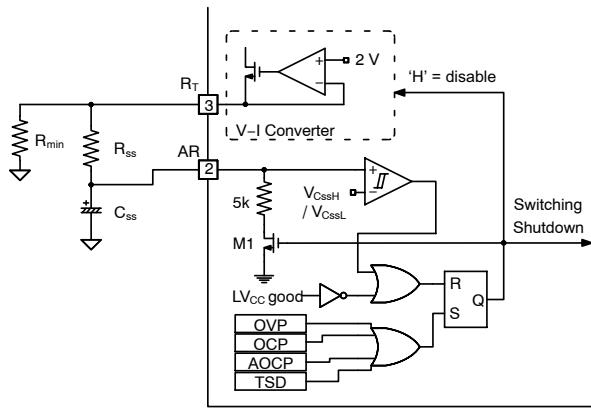 2 V
+
−
R_T
3
V−I Converter
'H' = disable
R_min
R_ss
AR
2
+
C_ss
5k
M1
V_CssH
/ V_CssL
+
−
Switching
Shutdown
LV_CC good
R
S
Q
OVP
OCP
AOCP
TSD